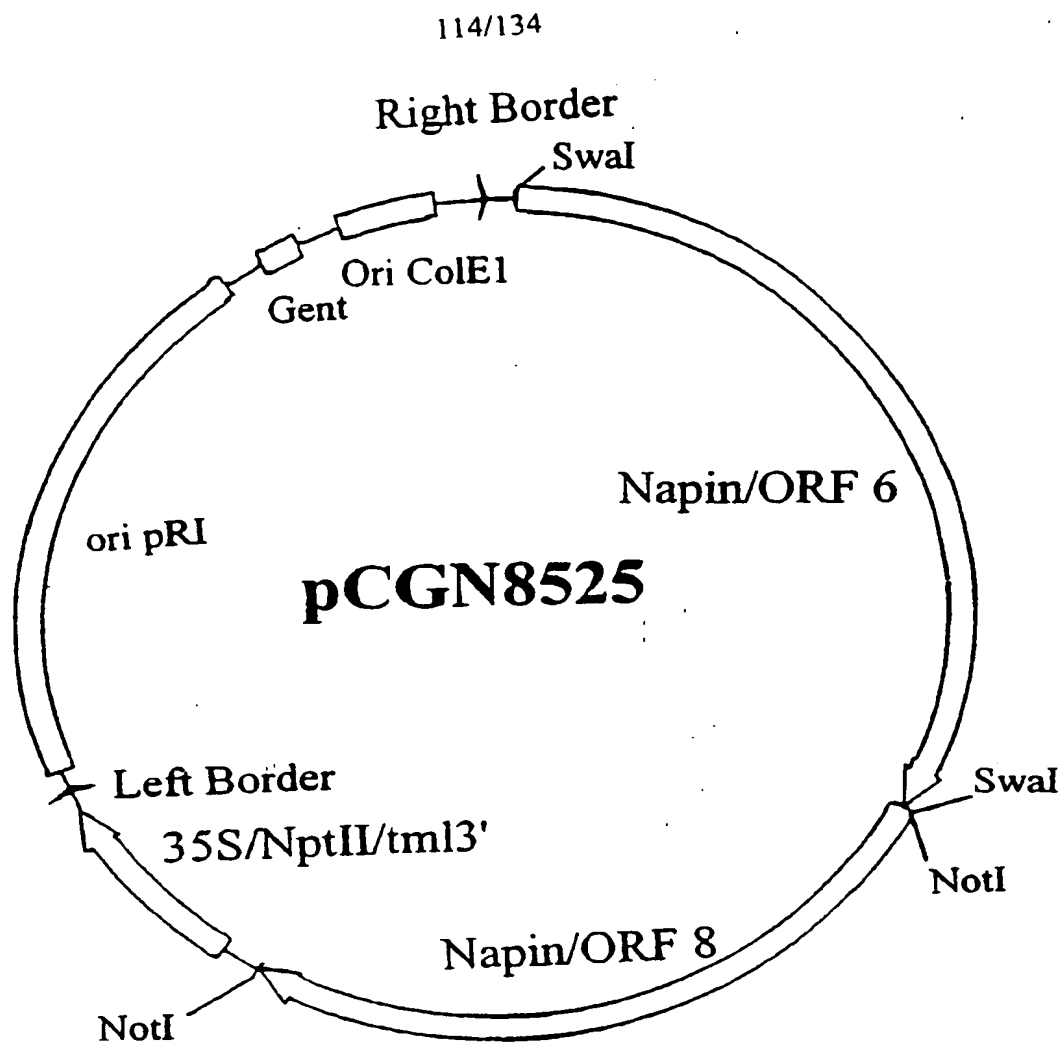 114/134
Right Border
SwaI
Ori ColE1
Gent
Napin/ORF 6
ori pRI
pCGN8525
Left Border
SwaI
35S/NptII/tml3'
NotI
Napin/ORF 8
NotI